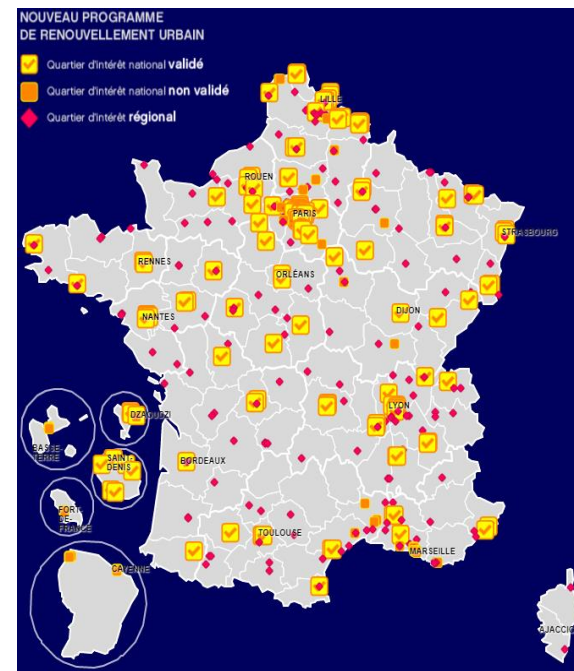 NOUVEAU PROGRAMME
DE RENOUVELLEMENT URBAIN
Quartier d'intérêt national validé
Quartier d'intérêt national non validé
Quartier d'intérêt régional
LILLE
ROUEN
PARIS
STRASBOURG
RENNES
ORLÉANS
NANTES
DIJON
DZAOUDZI
LYON
BASSE-
TERRE
SAINT-
DENIS
BORDEAUX
FORT-
DE-
FRANCE
TOULOUSE
MARSEILLE
CAYENNE
AJACCIO